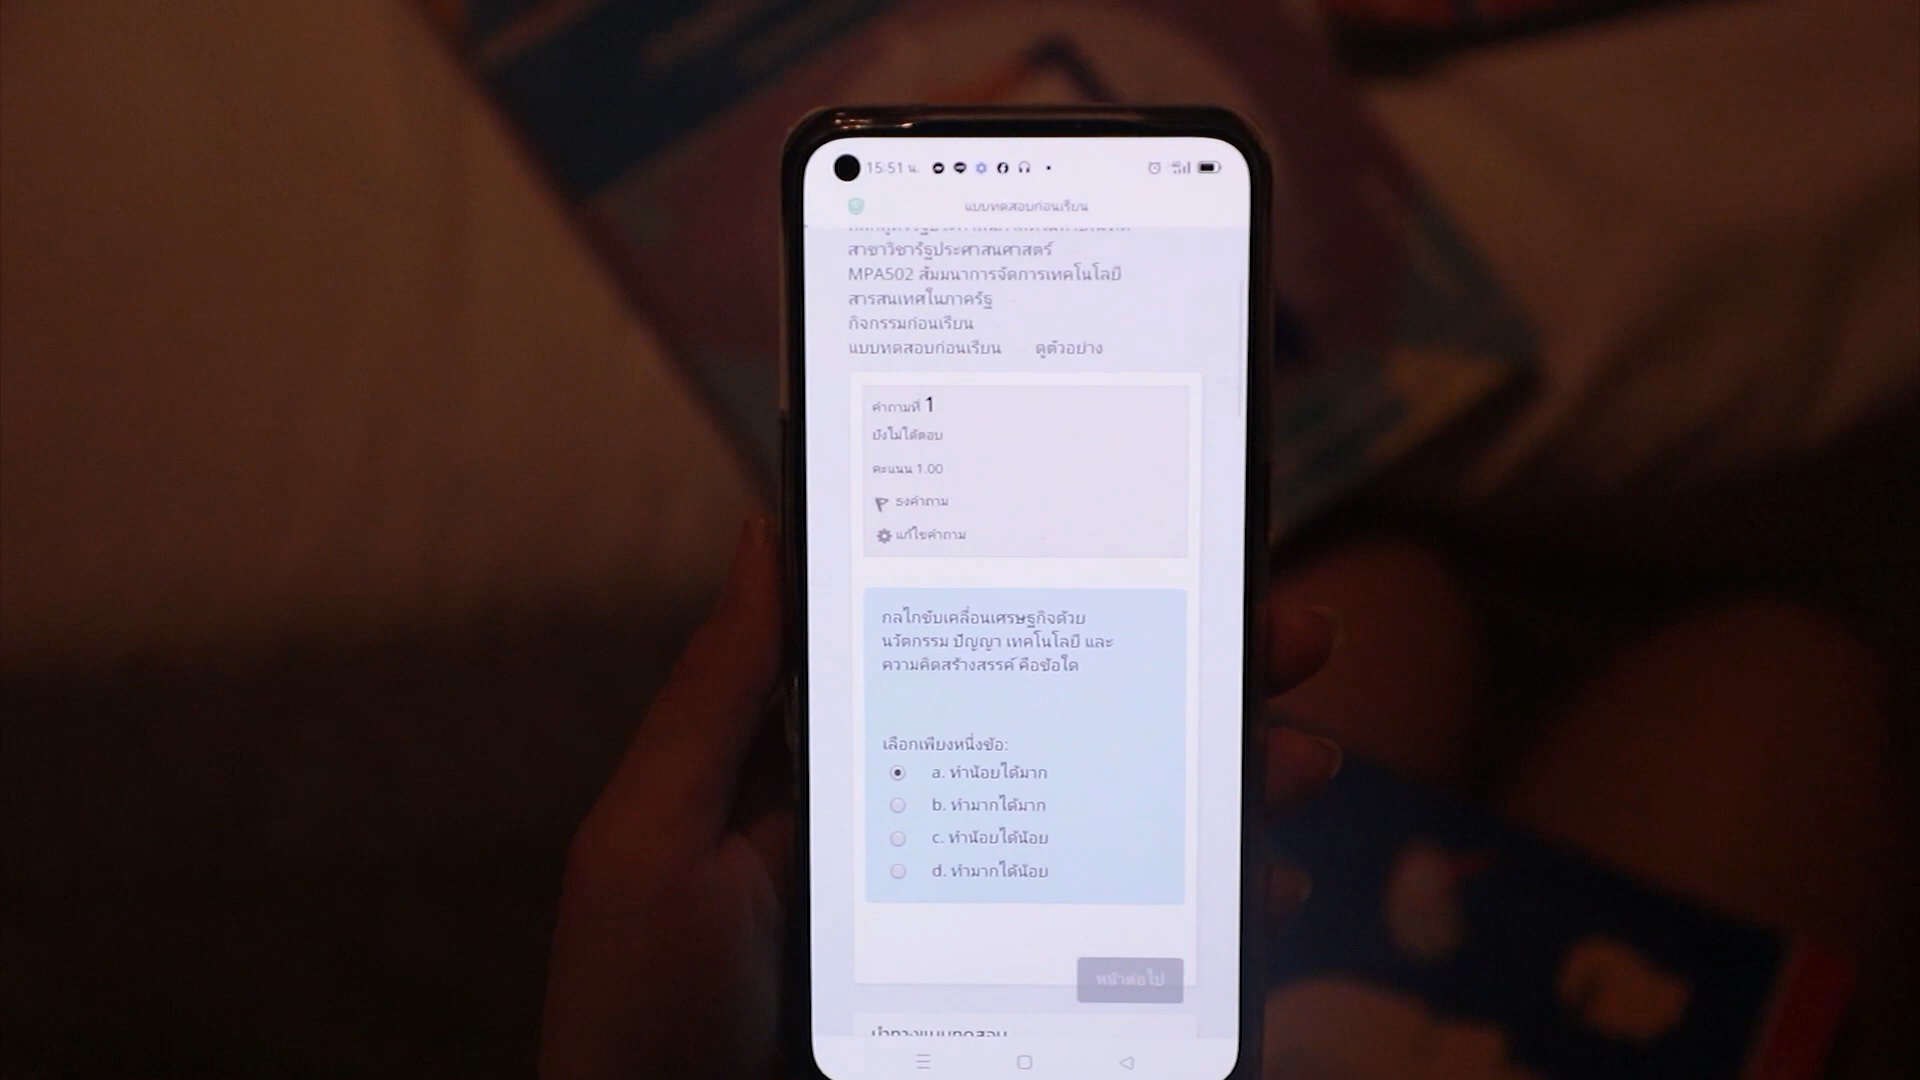 15:51 น.
แบบทดสอบก่อนเรียน
สาขาวิชารัฐประศาสนศาสตร์
MPA502 สัมมนาการจัดการเทคโนโลยี
สารสนเทศในภาครัฐ
กิจกรรมก่อนเรียน
แบบทดสอบก่อนเรียน ดูตัวอย่าง
คำถามที่ 1
ยังไม่ได้ตอบ
คะแนน 1.00
ธงคำถาม
แก้ไขคำถาม
กลไกขับเคลื่อนเศรษฐกิจด้วย
นวัตกรรม ปัญญา เทคโนโลยี และ
ความคิดสร้างสรรค์ คือข้อใด
เลือกเพียงหนึ่งข้อ:
a. ทำน้อยได้มาก
b. ทำมากได้มาก
c. ทำน้อยได้น้อย
d. ทำมากได้น้อย
หน้าต่อไป
นำทางแบบทดสอบ